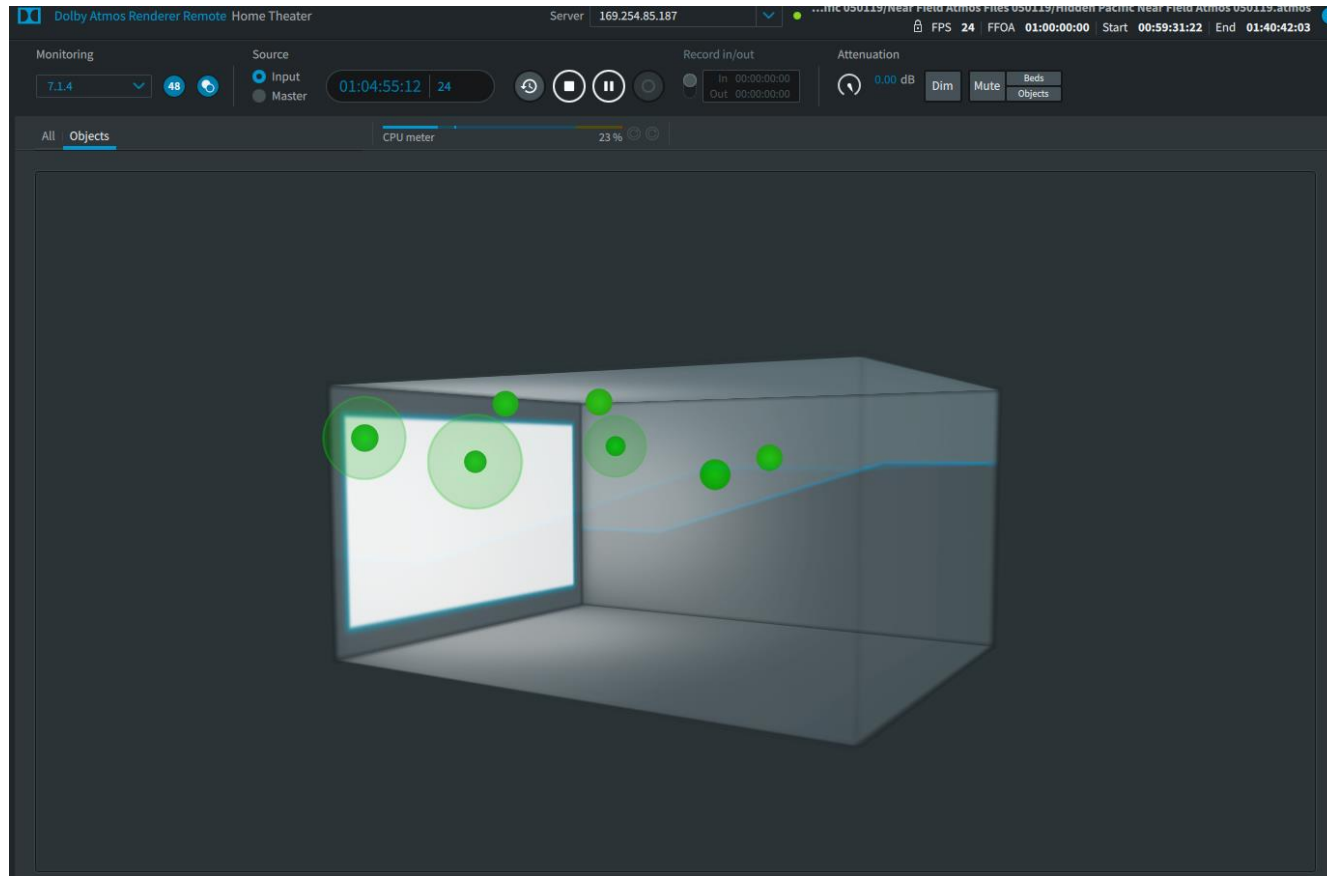 Dolby Atmos Renderer Remote Home Theater
Server 169.254.85.187
...mc 050119/Near Field Atmos Files 050119/Hidden Pacific Near Field Atmos 050119.atmos
FPS 24 FFOA 01:00:00:00 Start 00:59:31:22 End 01:40:42:03
Monitoring
7.1.4
48
Source
Input
Master
01:04:55:12 24
Record in/out
In 00:00:00:00
Out 00:00:00:00
Attenuation
0.00 dB
Dim
Mute
Beds
Objects
All Objects
CPU meter 23 %